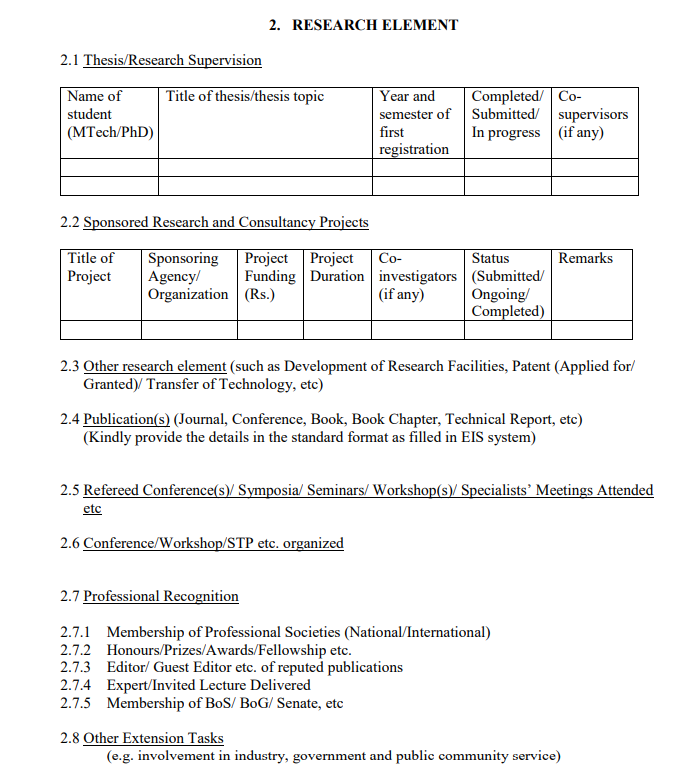 2. RESEARCH ELEMENT
2.1 Thesis/Research Supervision
Name of student (MTech/PhD) Title of thesis/thesis topic Year and semester of first registration Completed/ Submitted/ In progress Co-supervisors (if any)
2.2 Sponsored Research and Consultancy Projects
Title of Project Sponsoring Agency/ Organization Project Funding (Rs.) Project Duration Co-investigators (if any) Status (Submitted/ Ongoing/ Completed) Remarks
2.3 Other research element (such as Development of Research Facilities, Patent (Applied for/
Granted)/ Transfer of Technology, etc)
2.4 Publication(s) (Journal, Conference, Book, Book Chapter, Technical Report, etc)
(Kindly provide the details in the standard format as filled in EIS system)
2.5 Refereed Conference(s)/ Symposia/ Seminars/ Workshop(s)/ Specialists’ Meetings Attended
etc
2.6 Conference/Workshop/STP etc. organized
2.7 Professional Recognition
2.7.1 Membership of Professional Societies (National/International)
2.7.2 Honours/Prizes/Awards/Fellowship etc.
2.7.3 Editor/ Guest Editor etc. of reputed publications
2.7.4 Expert/Invited Lecture Delivered
2.7.5 Membership of BoS/ BoG/ Senate, etc
2.8 Other Extension Tasks
(e.g. involvement in industry, government and public community service)